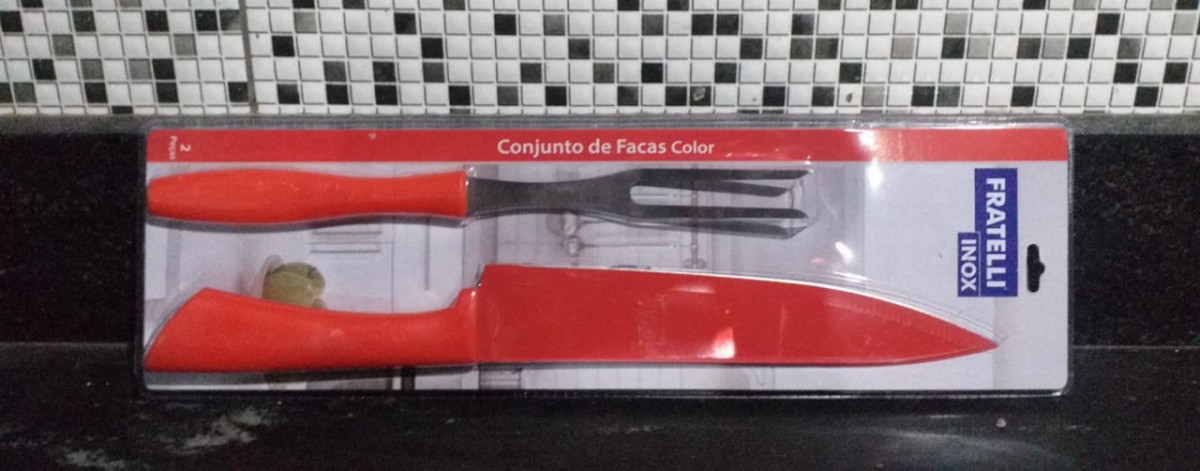 2
Peças
Conjunto de Facas Color
FRATELLI
INOX